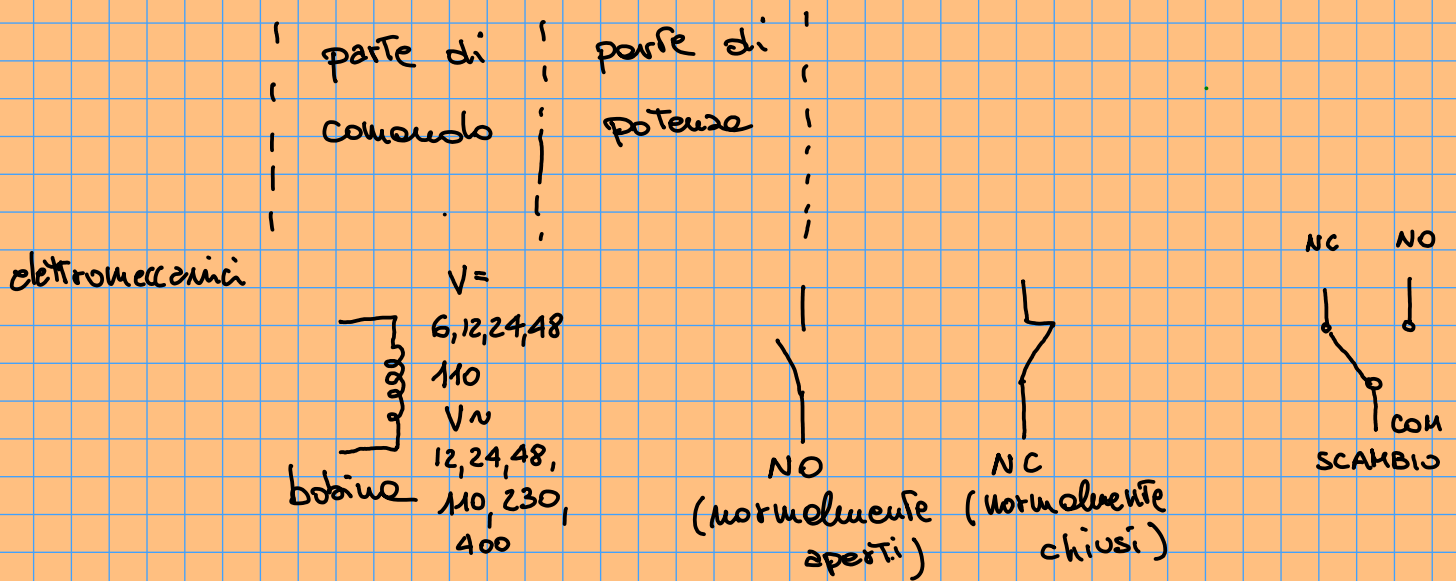 parte di
comando
parte di
potenza
elettromeccanici
V=
6,12,24,48
110
V~
12,24,48,
110, 230,
400
bobina
NO
(normalmente
aperti)
NC
(normalmente
chiusi)
NC NO
COM
SCAMBIO